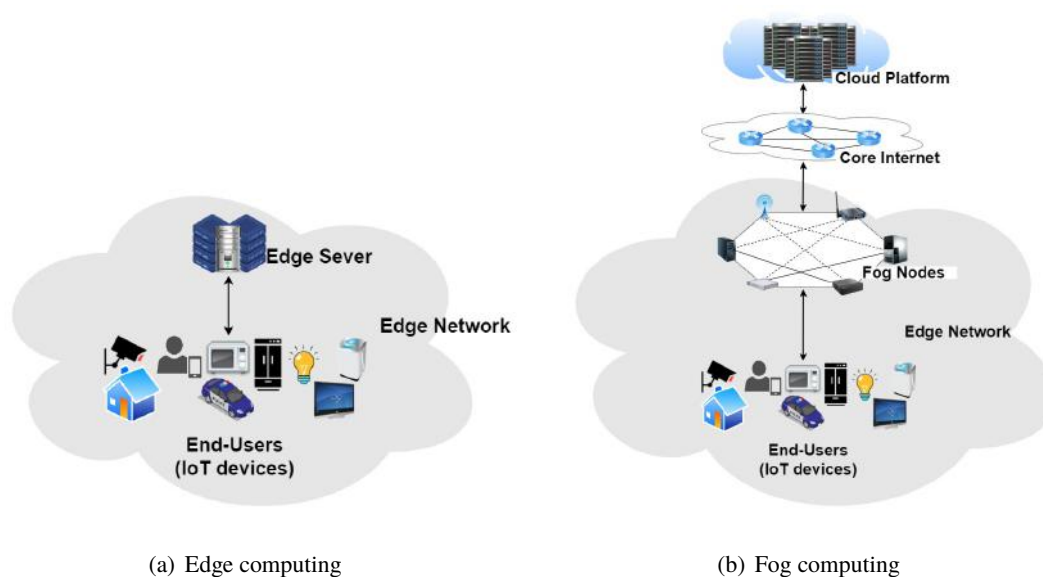 Edge Sever
Edge Network
End-Users
(IoT devices)
(a) Edge computing
Cloud Platform
Core Internet
Fog Nodes
Edge Network
End-Users
(IoT devices)
(b) Fog computing